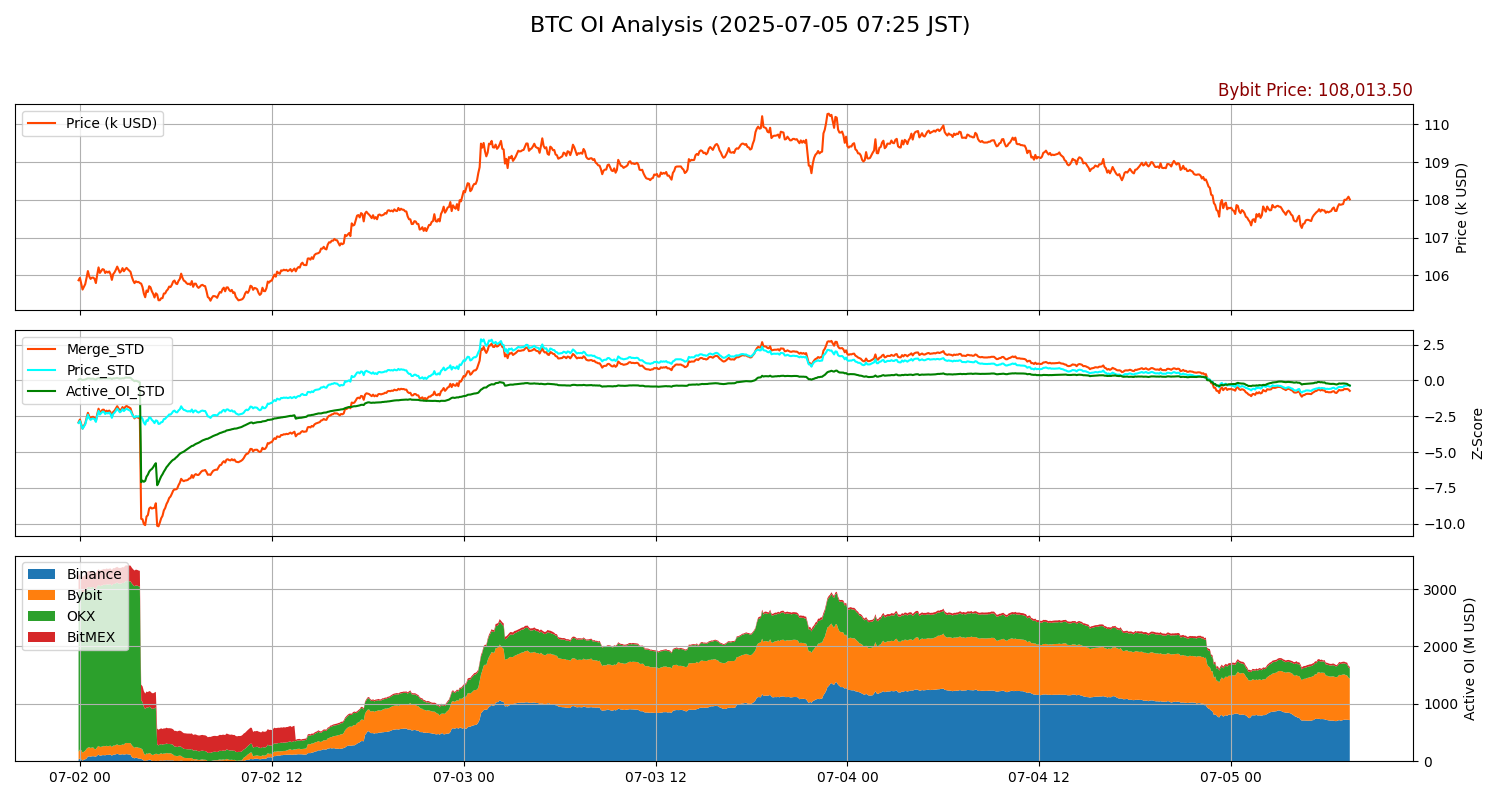 BTC OI Analysis (2025-07-05 07:25 JST)
Bybit Price: 108,013.50
Price (k USD)
110
109
108
107
106
Price (k USD)
Merge_STD
Price_STD
Active_OI_STD
2.5
0.0
−2.5
−5.0
−7.5
−10.0
Z-Score
Binance
Bybit
OKX
BitMEX
3000
2000
1000
0
Active OI (M USD)
07-02 00
07-02 12
07-03 00
07-03 12
07-04 00
07-04 12
07-05 00